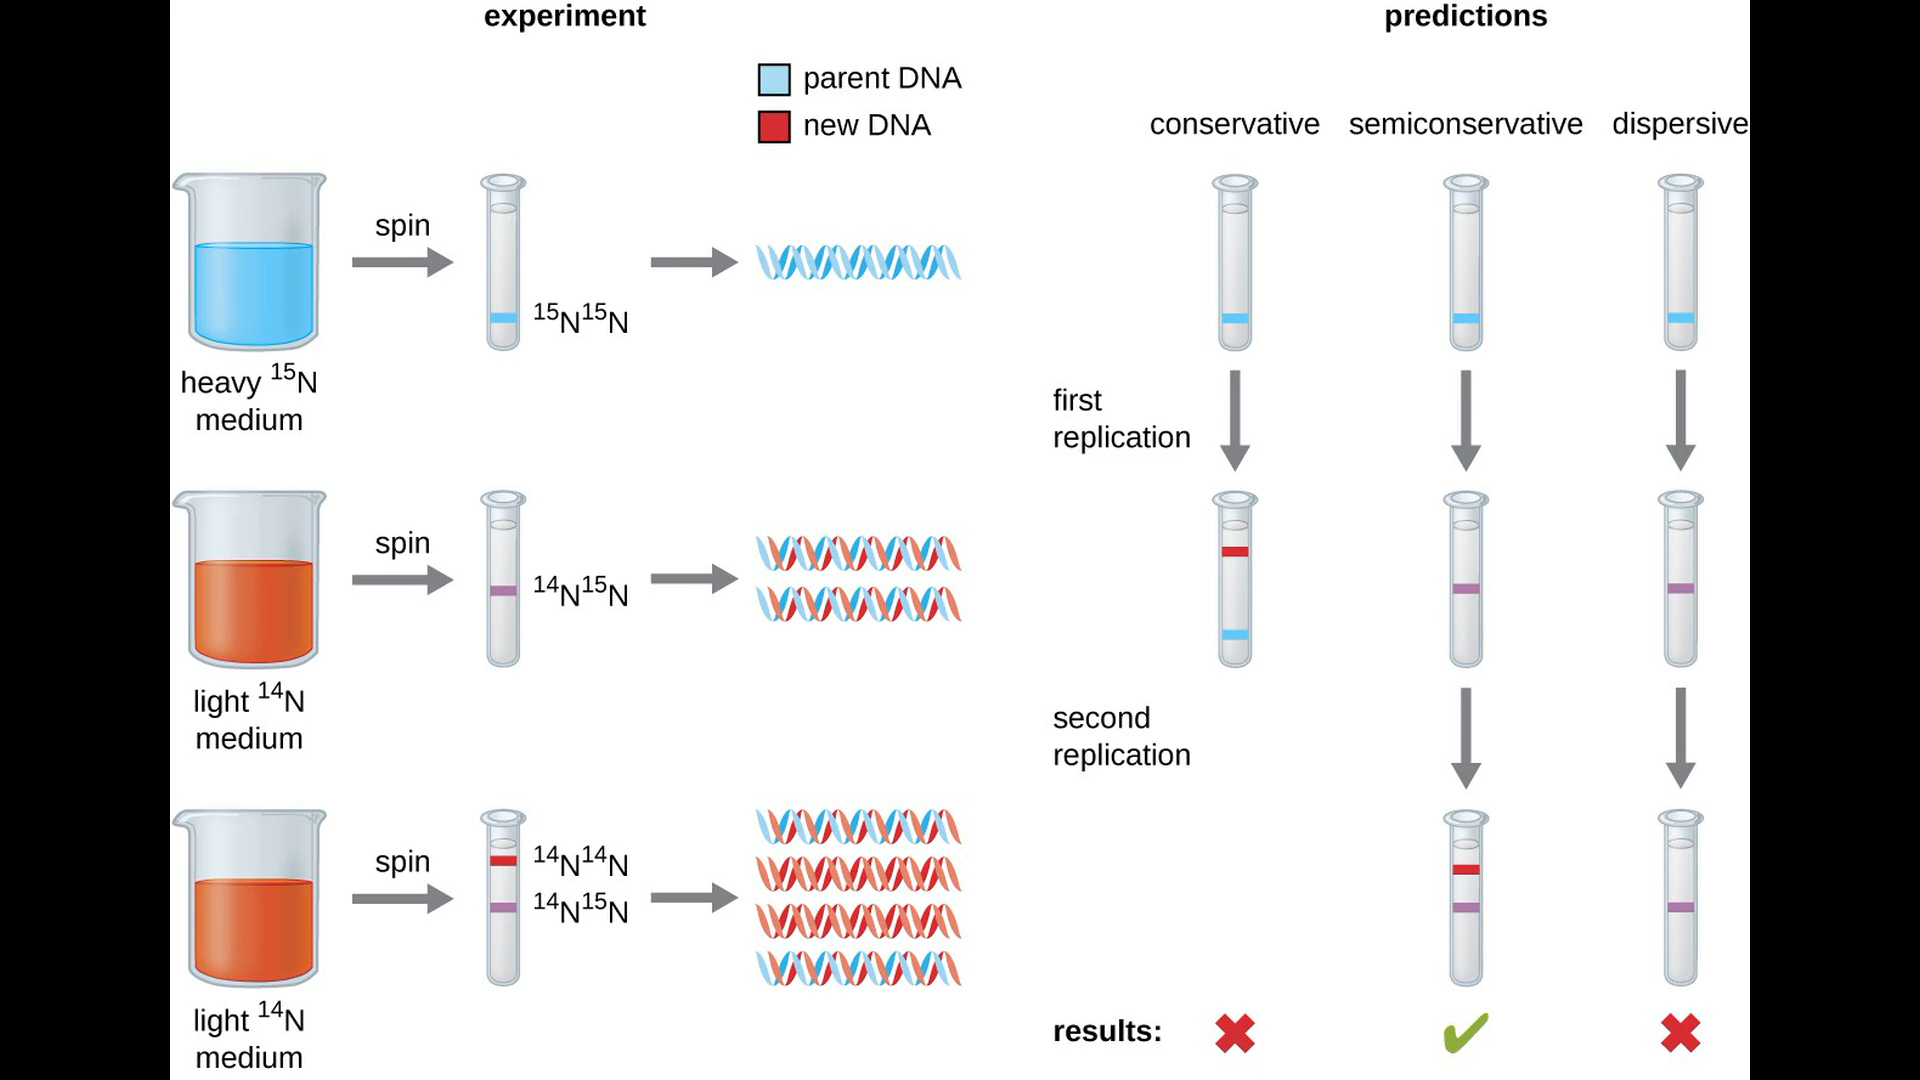 experiment
parent DNA
new DNA
spin
¹⁵N¹⁵N
heavy ¹⁵N
medium
spin
¹⁴N¹⁵N
light ¹⁴N
medium
spin
¹⁴N¹⁴N
¹⁴N¹⁵N
light ¹⁴N
medium
predictions
conservative
semiconservative
dispersive
first
replication
second
replication
results: